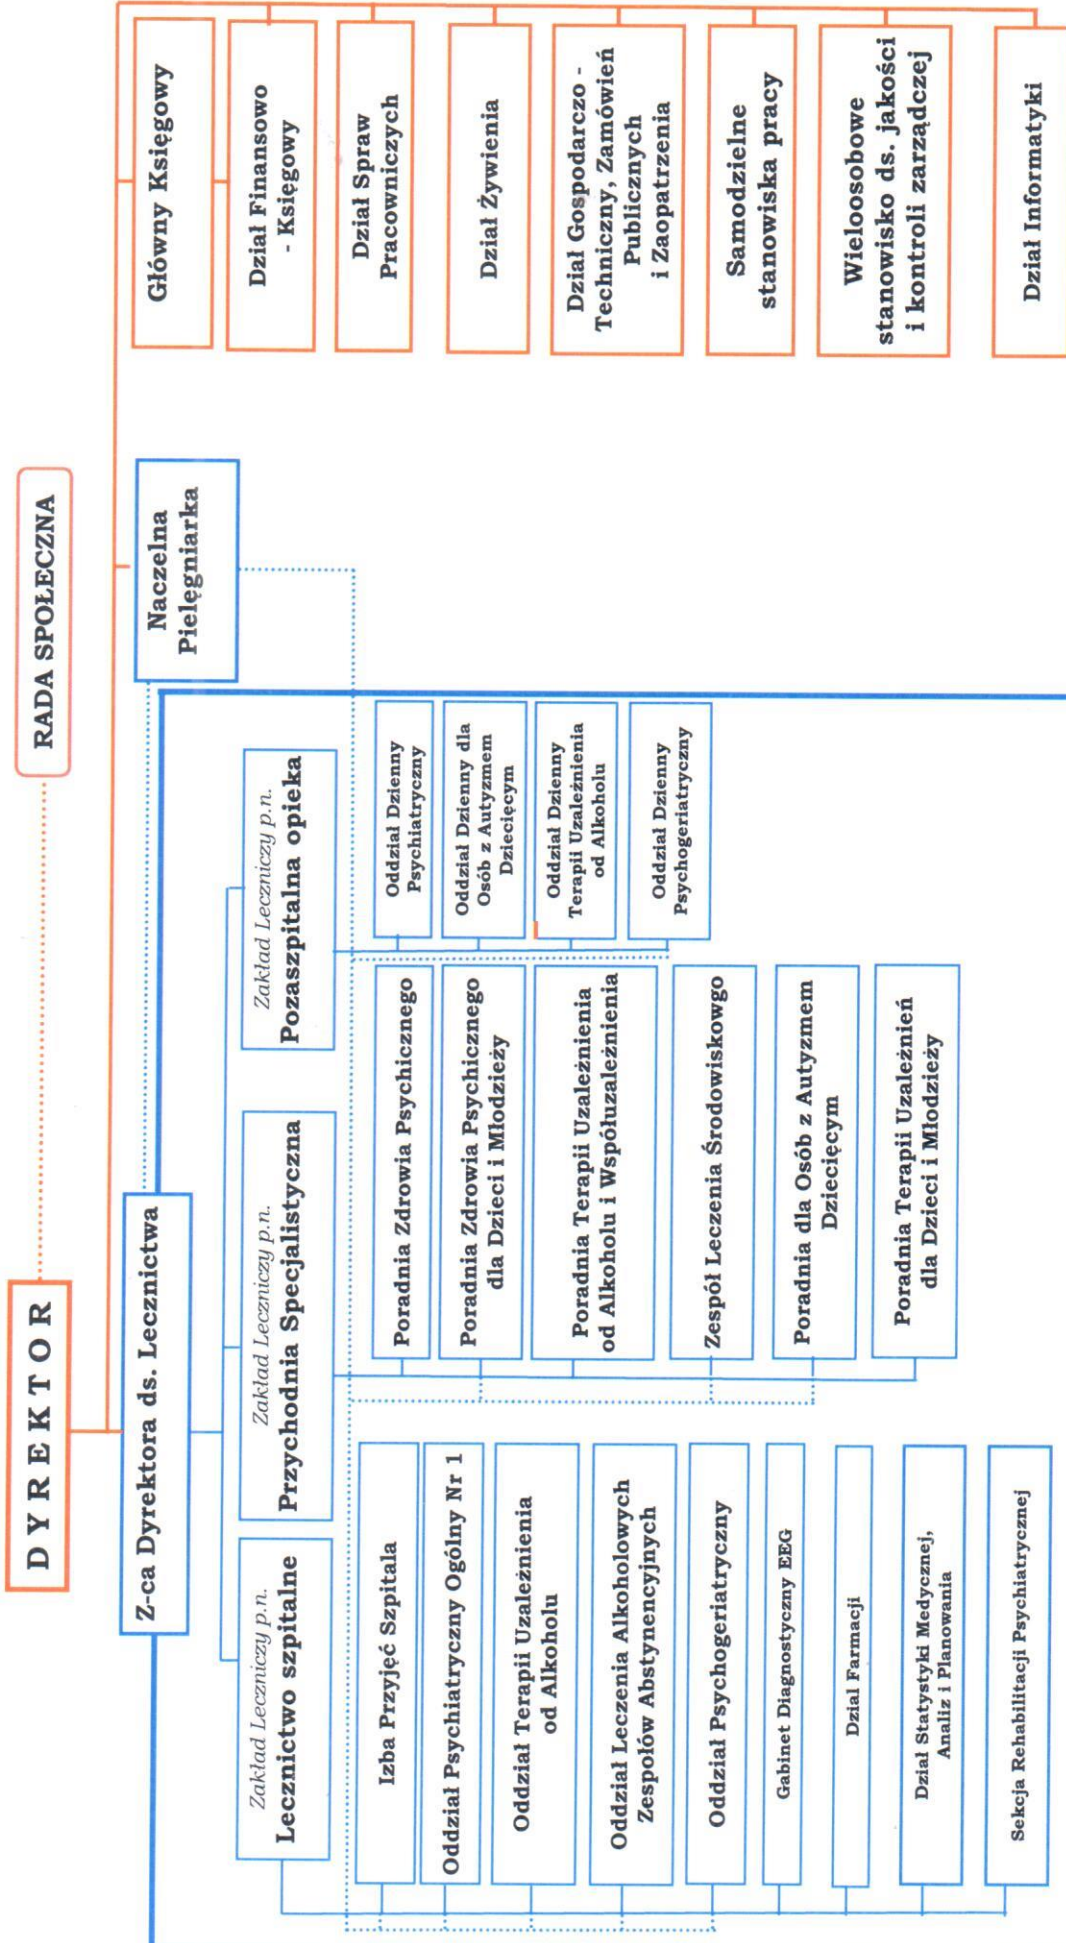 DYREKTOR
RADA SPOŁECZNA
Z-ca Dyrektora ds. Lecznictwa
Naczelna
Pielęgniarka
Główny Księgowy
Dział Finansowo
- Księgowy
Dział Spraw
Pracowniczych
Dział Żywienia
Dział Gospodarczo -
Techniczny, Zamówień
Publicznych
i Zaopatrzenia
Samodzielne
stanowiska pracy
Wieloosobowe
stanowisko ds. jakości
i kontroli zarządczej
Dział Informatyki
Zakład Leczniczy p.n.
Lecznictwo szpitalne
Izba Przyjęć Szpitala
Oddział Psychiatryczny Ogólny Nr 1
Oddział Terapii Uzależnienia
od Alkoholu
Oddział Leczenia Alkoholowych
Zespołów Abstynencyjnych
Oddział Psychogeriatryczny
Gabinet Diagnostyczny EEG
Dział Farmacji
Dział Statystyki Medycznej,
Analiz i Planowania
Sekcja Rehabilitacji Psychiatrycznej
Zakład Leczniczy p.n.
Przychodnia Specjalistyczna
Poradnia Zdrowia Psychicznego
Poradnia Zdrowia Psychicznego
dla Dzieci i Młodzieży
Poradnia Terapii Uzależnienia
od Alkoholu i Współuzależnienia
Zespół Leczenia Środowiskowgo
Poradnia dla Osób z Autyzmem
Dziecięcym
Poradnia Terapii Uzależnień
dla Dzieci i Młodzieży
Zakład Leczniczy p.n.
Pozaszpitalna opieka
Oddział Dzienny
Psychiatryczny
Oddział Dzienny dla
Osób z Autyzmem
Dziecięcym
Oddział Dzienny
Terapii Uzależnienia
od Alkoholu
Oddział Dzienny
Psychogeriatryczny